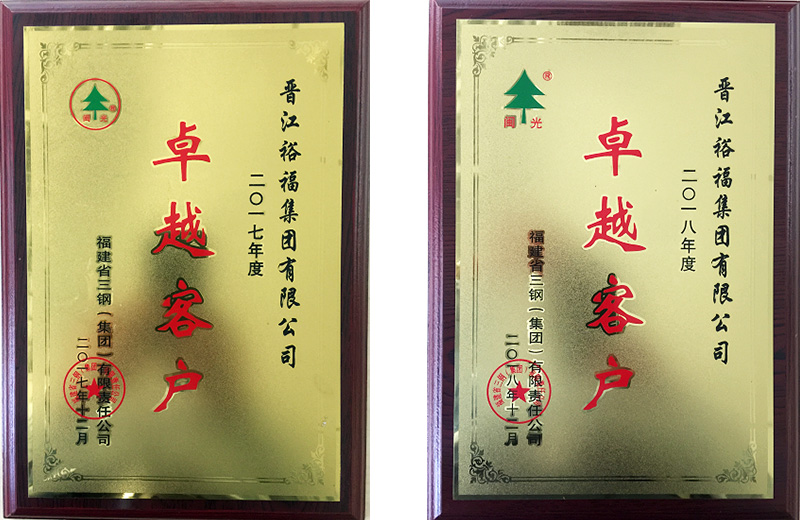 晋江裕福集团有限公司
二〇一七年度
卓越客户
福建省三钢（集团）有限责任公司
二〇一七年十二月
闽光
晋江裕福集团有限公司
二〇一八年度
卓越客户
福建省三钢（集团）有限责任公司
二〇一八年十二月
闽光